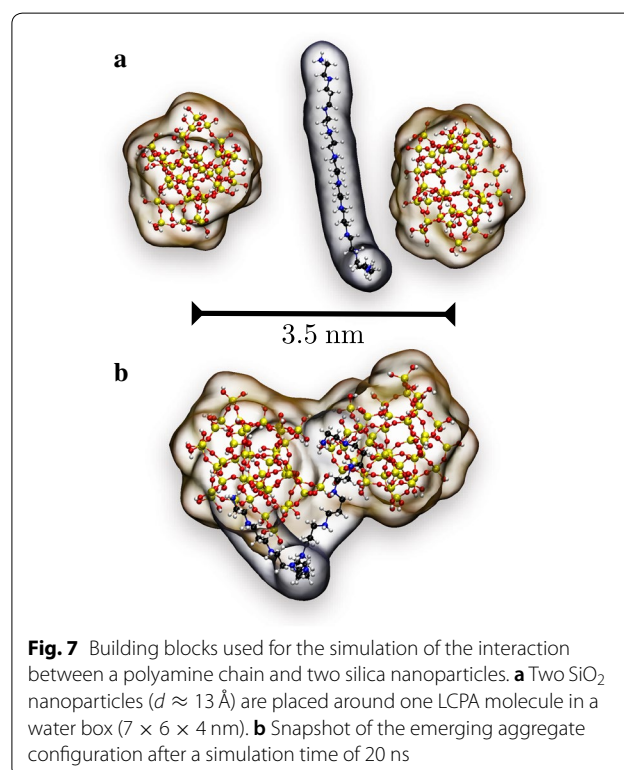 a
3.5 nm
b
Fig. 7 Building blocks used for the simulation of the interaction
between a polyamine chain and two silica nanoparticles. a Two SiO₂
nanoparticles (d ≈ 13 Å) are placed around one LCPA molecule in a
water box (7 × 6 × 4 nm). b Snapshot of the emerging aggregate
configuration after a simulation time of 20 ns